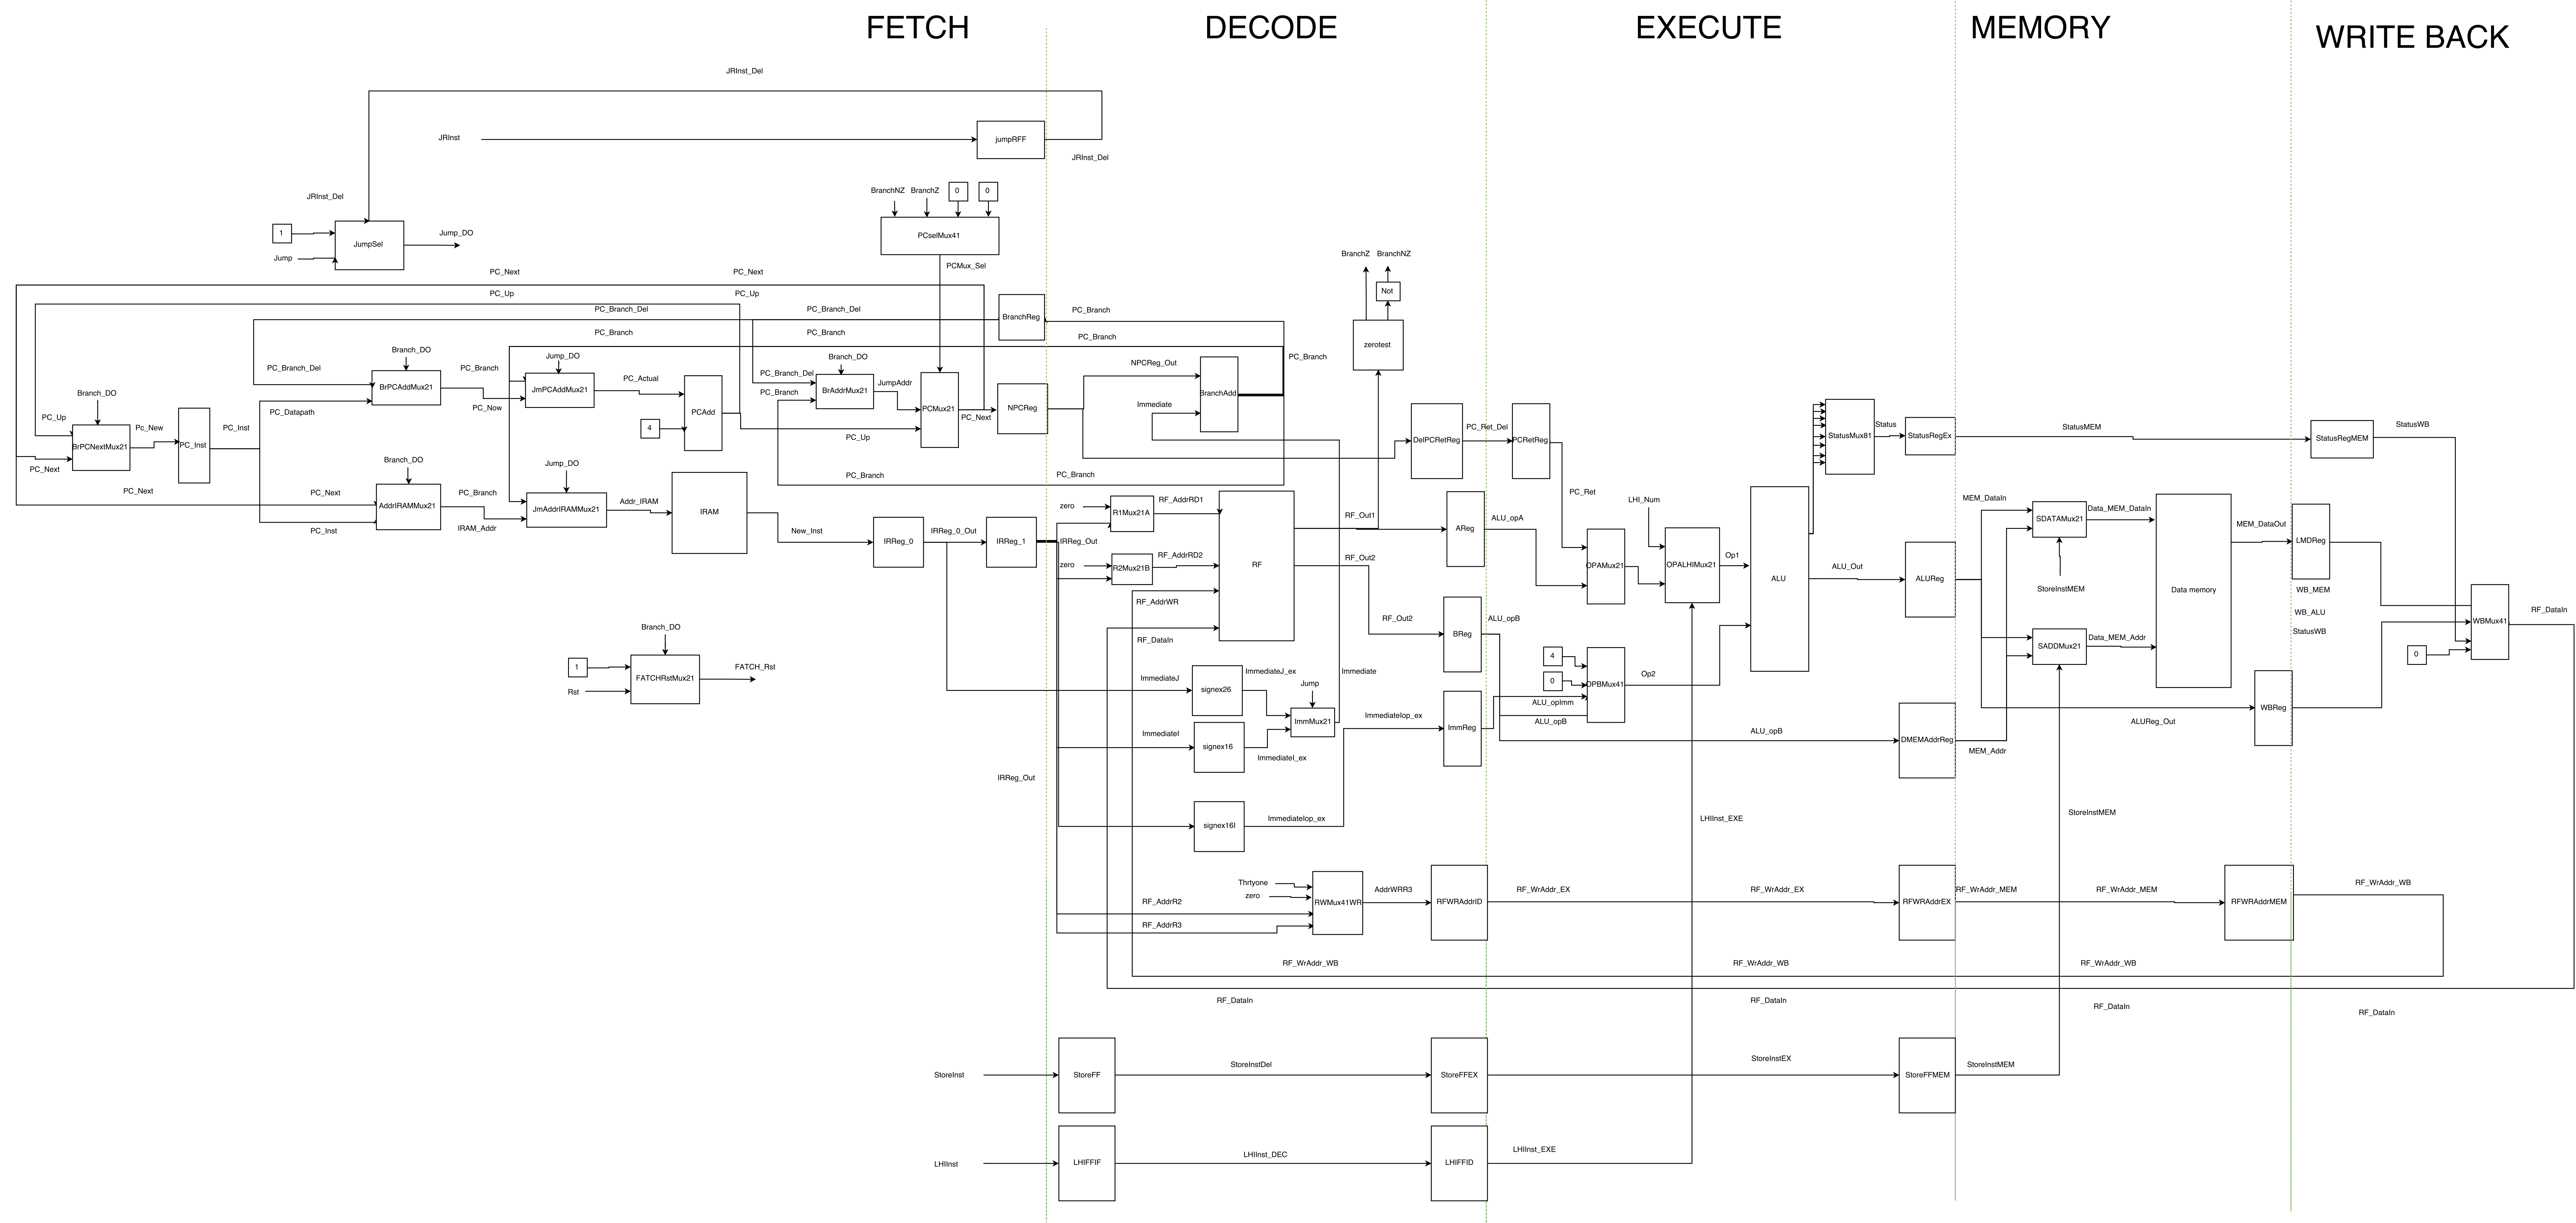 FETCH
DECODE
EXECUTE
MEMORY
WRITE BACK
JRInst_Del
JRInst
jumpRFF
JRInst_Del
BranchNZ
BranchZ
0
0
JRInst_Del
1
JumpSel
Jump_DO
Jump
PCselMux41
PCMux_Sel
BranchZ
BranchNZ
Not
PC_Next
PC_Next
PC_Up
PC_Up
PC_Branch_Del
PC_Branch_Del
BranchReg
PC_Branch
PC_Branch
PC_Branch
PC_Branch
zerotest
Branch_DO
Jump_DO
Branch_DO
PC_Branch
PC_Branch_Del
PC_Branch
PC_Branch_Del
NPCReg_Out
BrPCAddMux21
JmPCAddMux21
PC_Actual
BrAddrMux21
JumpAddr
PC_Branch
BranchAdd
Branch_DO
PC_Now
PCAdd
PCMux21
PC_Next
NPCReg
Immediate
PC_Up
PC_Datapath
4
PC_Up
BrPCNextMux21
Pc_New
PC_Inst
PC_Inst
DelPCRetReg
PC_Ret_Del
PCRetReg
StatusMux81
Status
StatusRegEx
StatusMEM
StatusRegMEM
StatusWB
PC_Next
Branch_DO
Jump_DO
PC_Branch
PC_Branch
PC_Next
PC_Next
PC_Branch
AddrIRAMMux21
IRAM_Addr
JmAddrIRAMMux21
Addr_IRAM
IRAM
PC_Inst
zero
R1Mux21A
RF_AddrRD1
RF_Out1
AReg
ALU_opA
PC_Ret
LHI_Num
MEM_DataIn
SDATAMux21
Data_MEM_DataIn
MEM_DataOut
LMDReg
New_Inst
IRReg_0
IRReg_0_Out
IRReg_1
IRReg_Out
zero
R2Mux21B
RF_AddrRD2
RF
RF_Out2
OPAMux21
OPALHIMux21
Op1
ALU
ALU_Out
ALUReg
StoreInstMEM
Data memory
WB_MEM
RF_AddrWR
RF_Out2
BReg
ALU_opB
WB_ALU
StatusWB
WBMux41
RF_DataIn
RF_DataIn
Branch_DO
1
FATCHRstMux21
FATCH_Rst
Rst
4
0
OPBMux41
Op2
SADDMux21
Data_MEM_Addr
0
ImmediateJ
signex26
ImmediateJ_ex
Jump
Immediate
ImmMux21
ImmediateIop_ex
ImmReg
ALU_opImm
ALU_opB
ALU_opB
DMEMAddrReg
MEM_Addr
ALUReg_Out
WBReg
ImmediateI
signex16
ImmediateI_ex
IRReg_Out
signex16I
ImmediateIop_ex
LHIInst_EXE
StoreInstMEM
Thrtyone
zero
RWMux41WR
AddrWRR3
RFWRAddrID
RF_WrAddr_EX
RF_WrAddr_EX
RFWRAddrEX
RF_WrAddr_MEM
RF_WrAddr_MEM
RFWRAddrMEM
RF_WrAddr_WB
RF_AddrR2
RF_AddrR3
RF_WrAddr_WB
RF_WrAddr_WB
RF_WrAddr_WB
RF_DataIn
RF_DataIn
RF_DataIn
RF_DataIn
StoreInst
StoreFF
StoreInstDel
StoreFFEX
StoreInstEX
StoreFFMEM
StoreInstMEM
LHIInst
LHIFFIF
LHIInst_DEC
LHIFFID
LHIInst_EXE